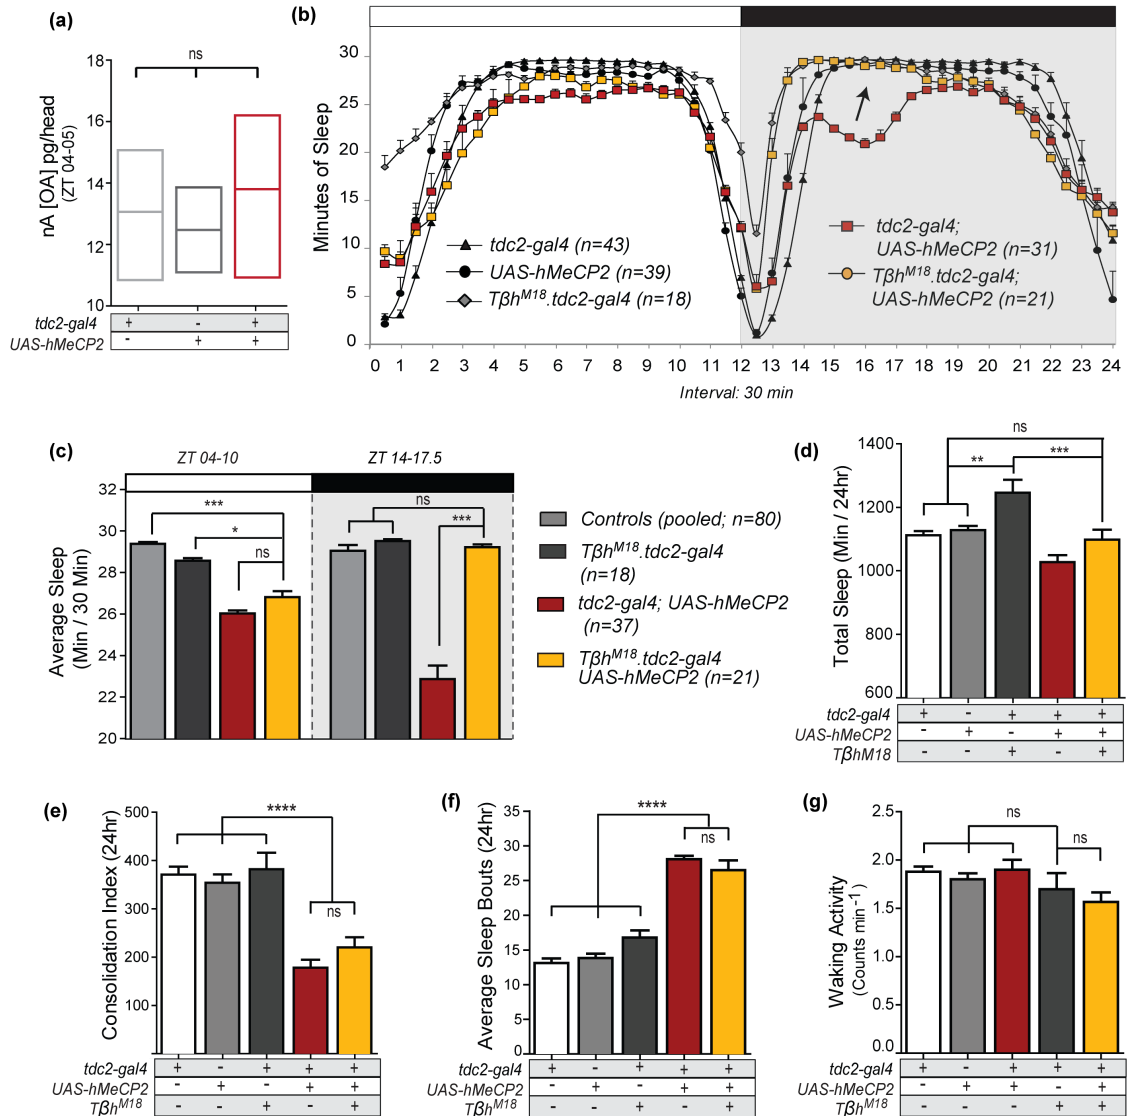 (a)
ns
18
16
14
12
10
nA [OA] pg/head
(ZT 04-05)
tdc2-gal4 + - +
UAS-hMeCP2 - + +
(b)
30
25
20
15
10
5
0
Minutes of Sleep
tdc2-gal4 (n=43)
UAS-hMeCP2 (n=39)
Tβh^M18.tdc2-gal4 (n=18)
tdc2-gal4;
UAS-hMeCP2 (n=31)
Tβh^M18.tdc2-gal4;
UAS-hMeCP2 (n=21)
0 1 2 3 4 5 6 7 8 9 10 11 12 13 14 15 16 17 18 19 20 21 22 23 24
Interval: 30 min
(c)
ZT 04-10 ZT 14-17.5
32
30
28
26
24
22
20
Average Sleep
(Min / 30 Min)
***
*
ns
ns
***
Controls (pooled; n=80)
Tβh^M18.tdc2-gal4
(n=18)
tdc2-gal4; UAS-hMeCP2
(n=37)
Tβh^M18.tdc2-gal4
UAS-hMeCP2 (n=21)
(d)
1400
1200
1000
800
600
Total Sleep (Min / 24hr)
ns
**
***
tdc2-gal4 + - + + +
UAS-hMeCP2 - + - + +
TβhM18 - - + - +
(e)
500
400
300
200
100
Consolidation Index (24hr)
****
ns
tdc2-gal4 + - + + +
UAS-hMeCP2 - + - + +
Tβh^M18 - - + - +
(f)
35
30
25
20
15
10
5
0
Average Sleep Bouts (24hr)
****
ns
tdc2-gal4 + - + + +
UAS-hMeCP2 - + - + +
Tβh^M18 - - + - +
(g)
2.5
2.0
1.5
1.0
0.5
0.0
Waking Activity
(Counts min⁻¹)
ns
ns
tdc2-gal4 + - + + +
UAS-hMeCP2 - + + - +
Tβh^M18 - - - + +